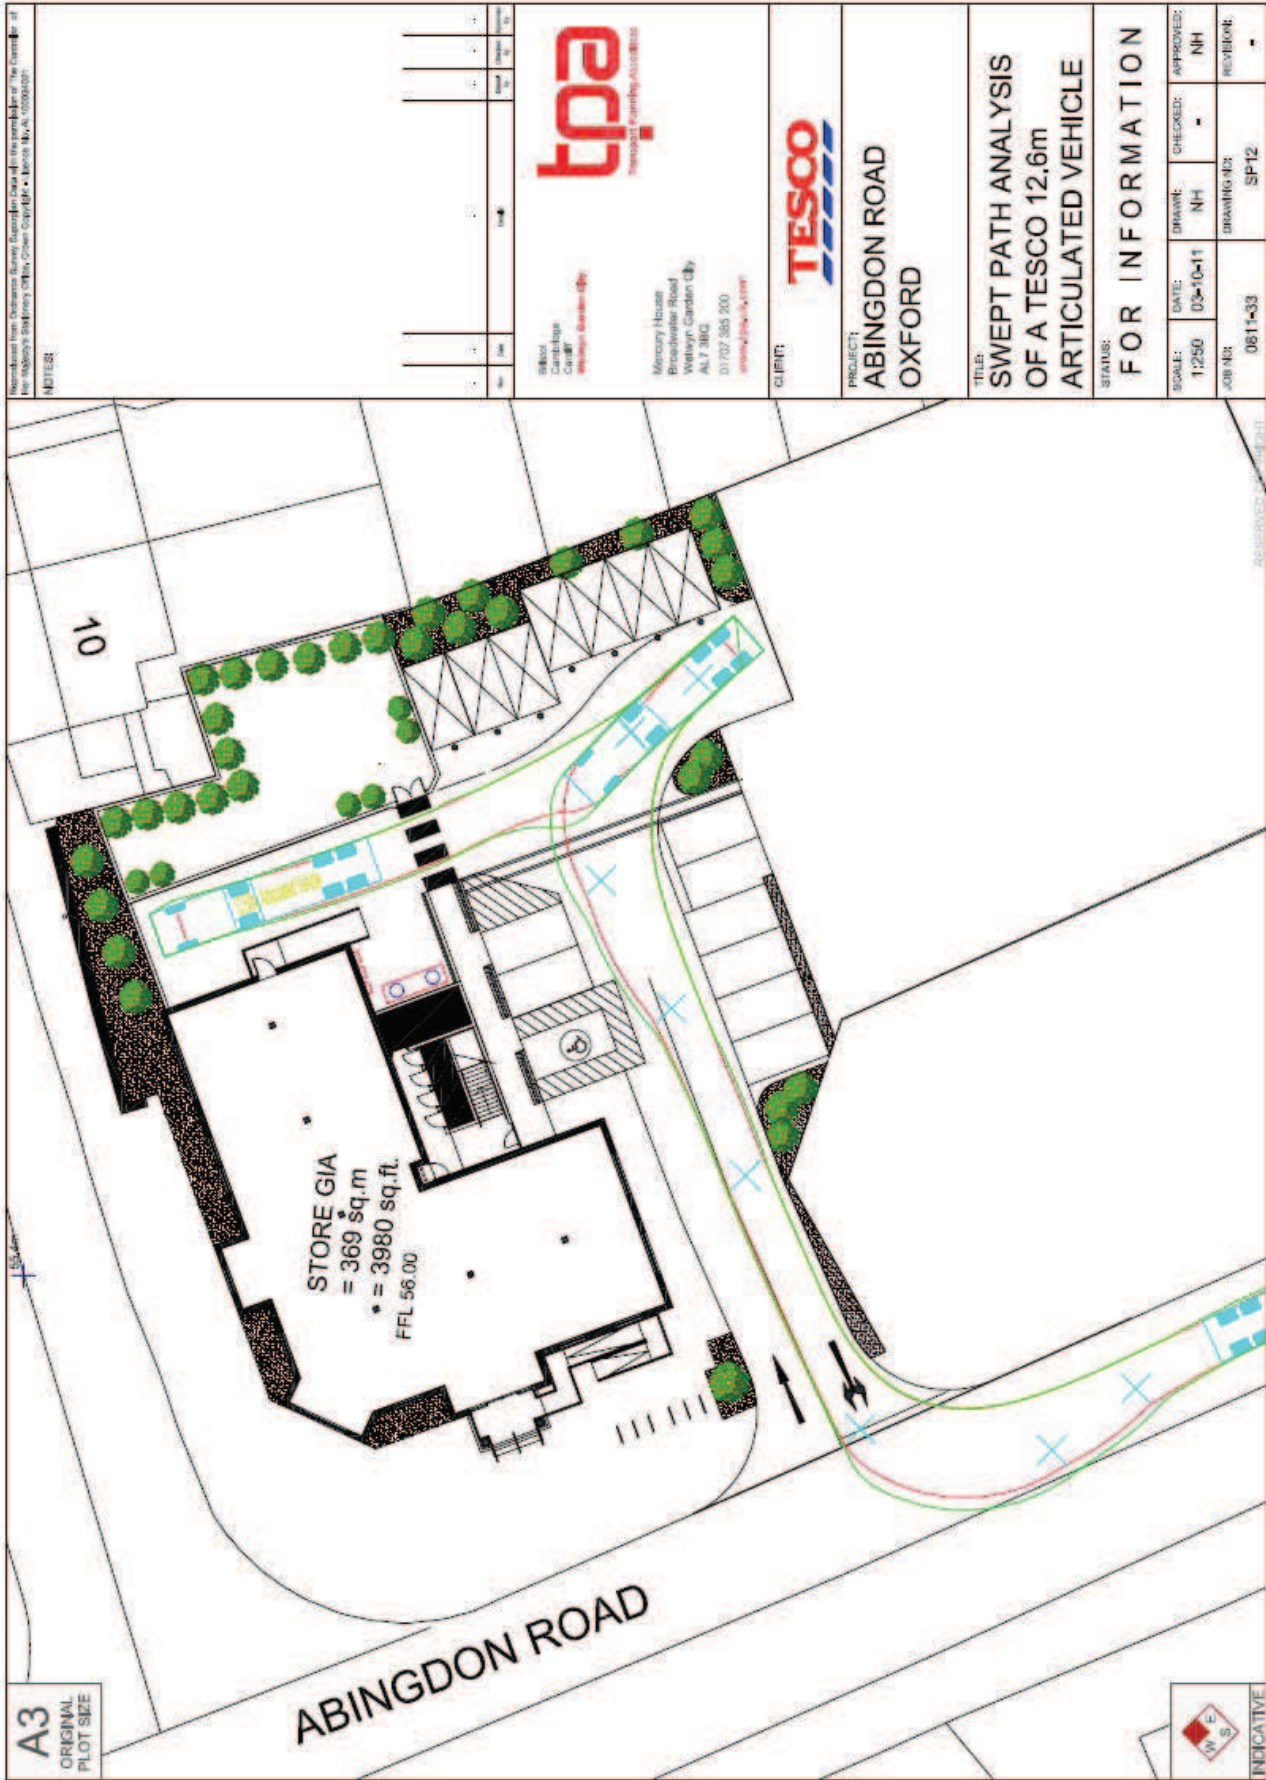 A3
ORIGINAL
PLOT SIZE
ABINGDON ROAD
STORE GIA
= 369 sq.m
= 3980 sq.ft.
FFL 56.00
10
INDICATIVE
W S E
NOTES:
Bristol
Cambridge
Cardiff
Welwyn Garden City
Mercury House
Broadwater Road
Welwyn Garden City
AL7 3BQ
tpa
Transport Planning Associates
CLIENT:
TESCO
PROJECT:
ABINGDON ROAD
OXFORD
TITLE:
SWEPT PATH ANALYSIS
OF A TESCO 12.6m
ARTICULATED VEHICLE
STATUS:
FOR INFORMATION
SCALE: DATE: DRAWN: CHECKED: APPROVED:
1:250 03-10-11 NH - NH
JOB NO: DRAWING NO: REVISION:
0811-33 SP12 -